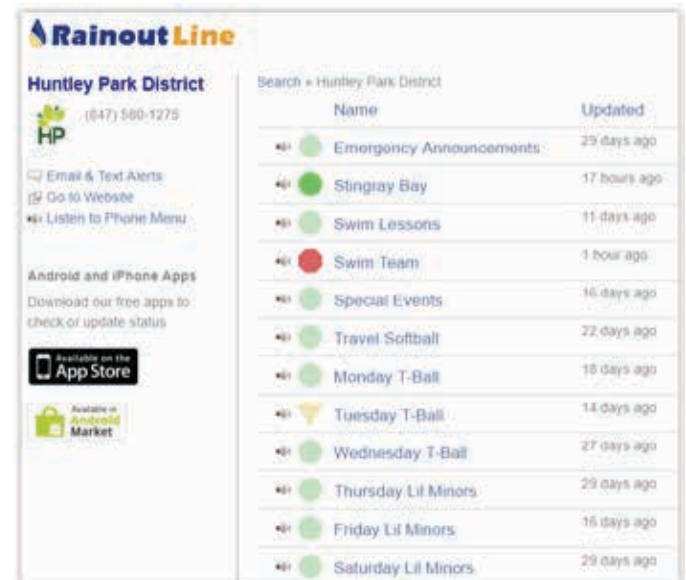 Rainout Line
Huntley Park District
(847) 560-1275
HP
Email & Text Alerts
Go to Website
Listen to Phone Menu
Android and iPhone Apps
Download our free apps to
check or update status
Available on the
App Store
Available in
Android
Market
Search » Huntley Park District
Name Updated
Emergency Announcements 29 days ago
Stingray Bay 17 hours ago
Swim Lessons 11 days ago
Swim Team 1 hour ago
Special Events 16 days ago
Travel Softball 22 days ago
Monday T-Ball 18 days ago
Tuesday T-Ball 14 days ago
Wednesday T-Ball 27 days ago
Thursday Lil Minors 29 days ago
Friday Lil Minors 16 days ago
Saturday Lil Minors 29 days ago